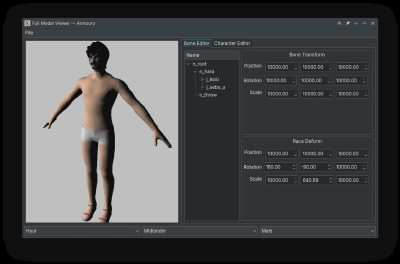 Full Model Viewer — Armoury
File
Bone Editor Character Editor
Name
n_root
n_hara
j_kosi
j_sebo_a
n_throw
Bone Transform
Position 10000.00 10000.00 10000.00
Rotation 10000.00 10000.00 10000.00
Scale 10000.00 10000.00 10000.00
Race Deform
Position 10000.00 10000.00 10000.00
Rotation 180.00 -90.00 10000.00
Scale 10000.00 640.69 10000.00
Hyur Midlander Male